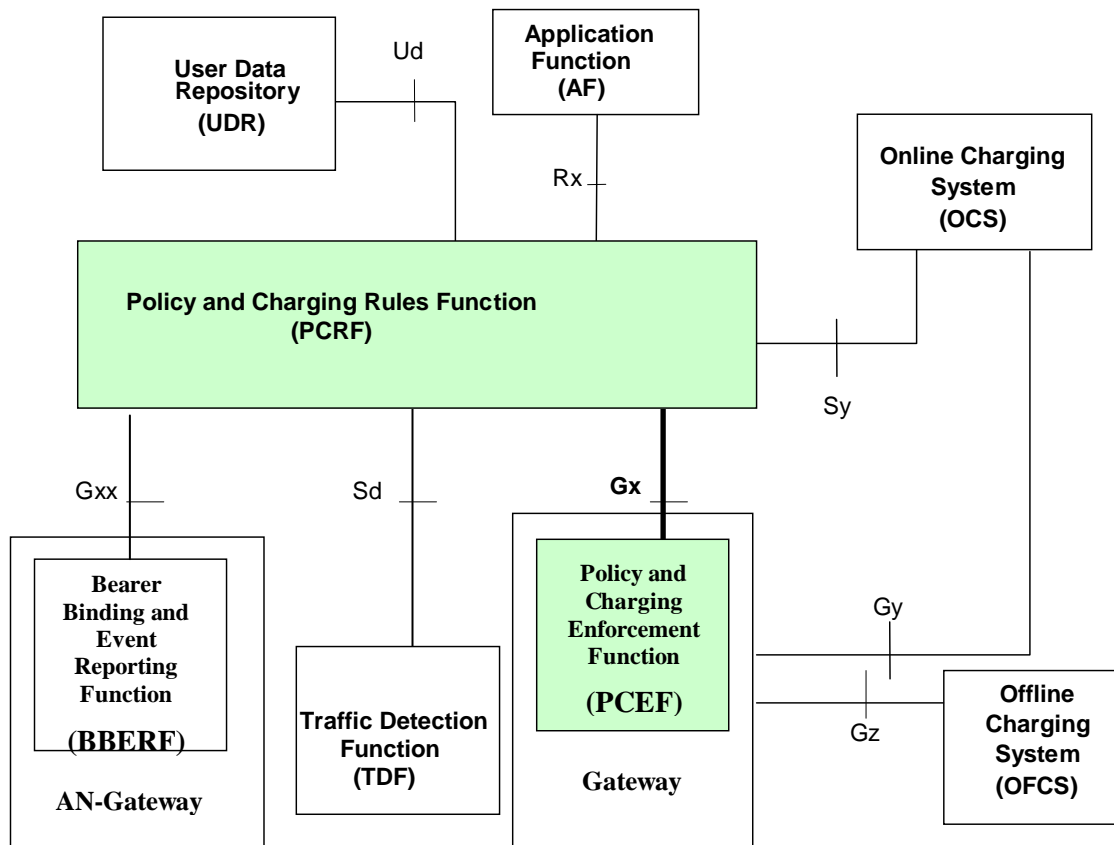 User Data
Repository
(UDR)
Ud
Application
Function
(AF)
Rx
Online Charging
System
(OCS)
Policy and Charging Rules Function
(PCRF)
Sy
Gxx
Sd
Gx
Bearer
Binding and
Event
Reporting
Function
(BBERF)
AN-Gateway
Traffic Detection
Function
(TDF)
Policy and
Charging
Enforcement
Function
(PCEF)
Gateway
Gy
Gz
Offline
Charging
System
(OFCS)